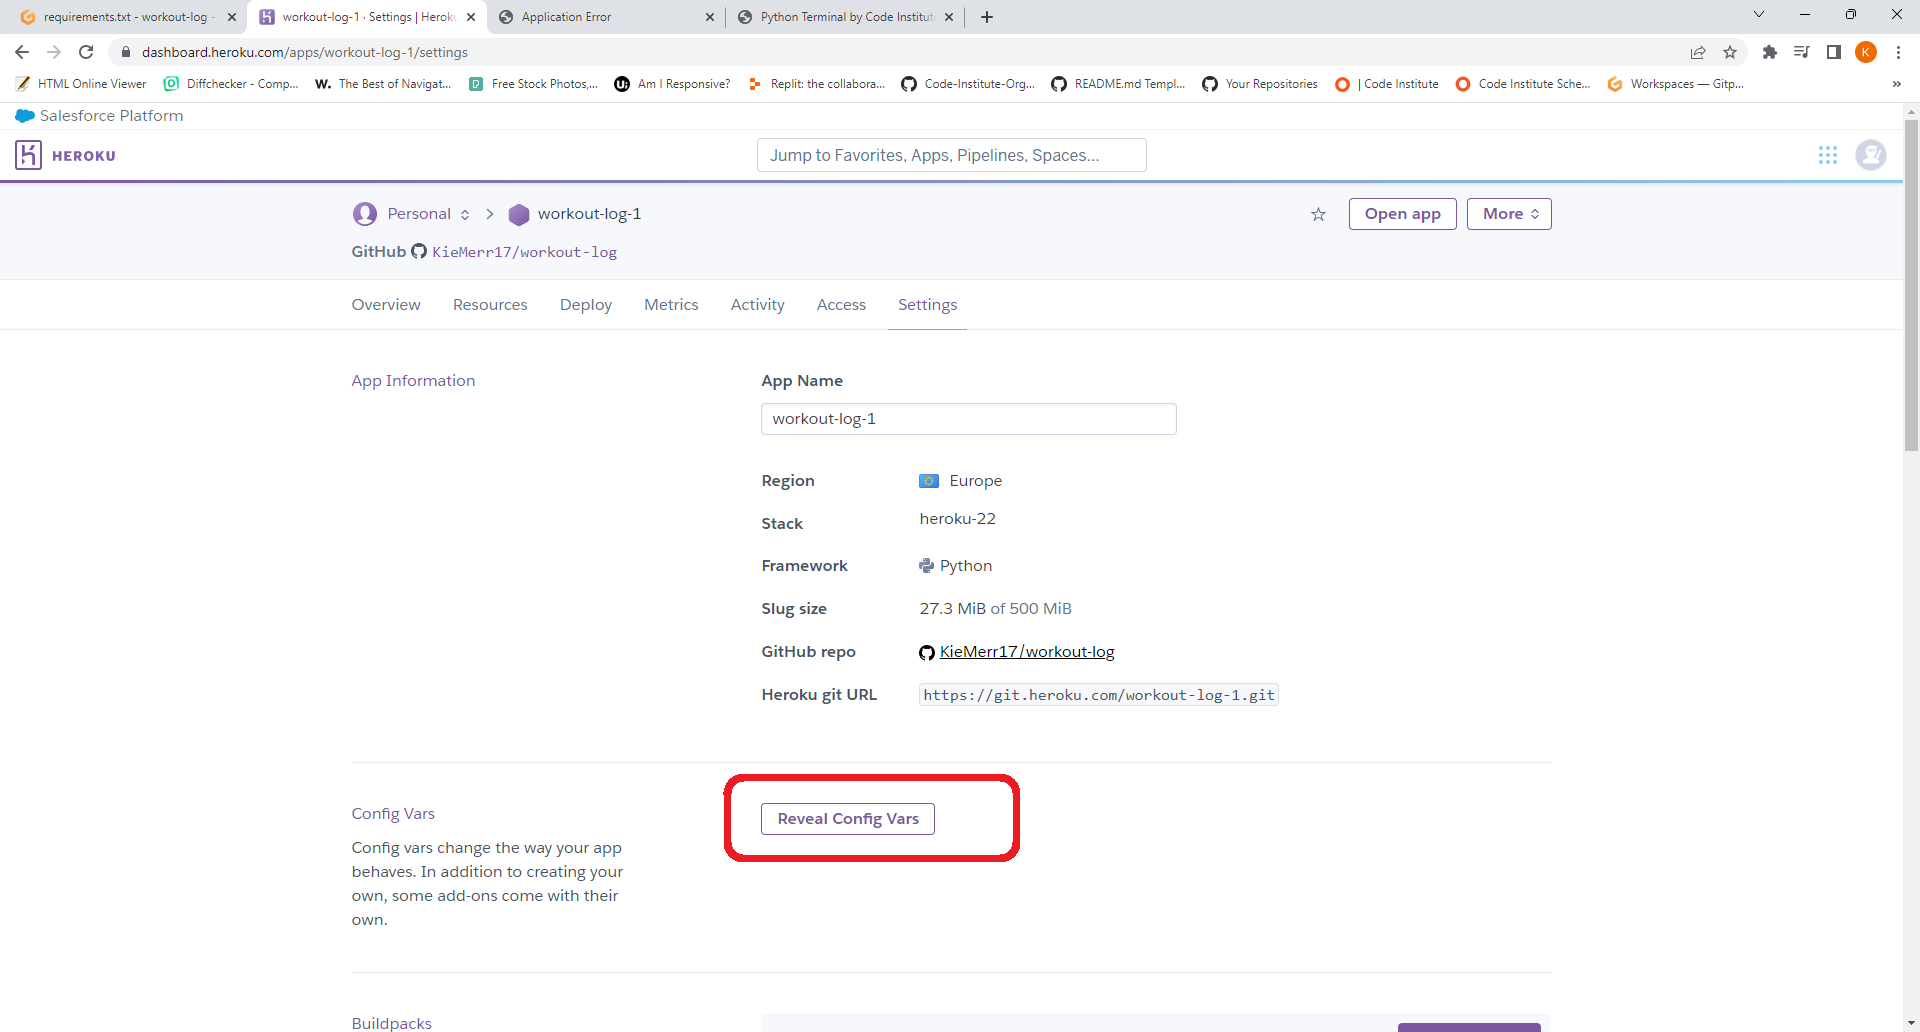 requirements.txt - workout-log -
workout-log-1 · Settings | Heroku
Application Error
Python Terminal by Code Institute
dashboard.heroku.com/apps/workout-log-1/settings
K
HTML Online Viewer
Diffchecker - Comp...
W. The Best of Navigat...
Free Stock Photos,...
Am I Responsive?
Replit: the collabora...
Code-Institute-Org...
README.md Templ...
Your Repositories
| Code Institute
Code Institute Sche...
Workspaces — Gitp...
»
Salesforce Platform
HEROKU
Jump to Favorites, Apps, Pipelines, Spaces...
Personal > workout-log-1
Open app
More
GitHub KieMerr17/workout-log
Overview Resources Deploy Metrics Activity Access Settings
App Information
App Name
workout-log-1
Region Europe
Stack heroku-22
Framework Python
Slug size 27.3 MiB of 500 MiB
GitHub repo KieMerr17/workout-log
Heroku git URL https://git.heroku.com/workout-log-1.git
Config Vars
Config vars change the way your app
behaves. In addition to creating your
own, some add-ons come with their
own.
Reveal Config Vars
Buildpacks